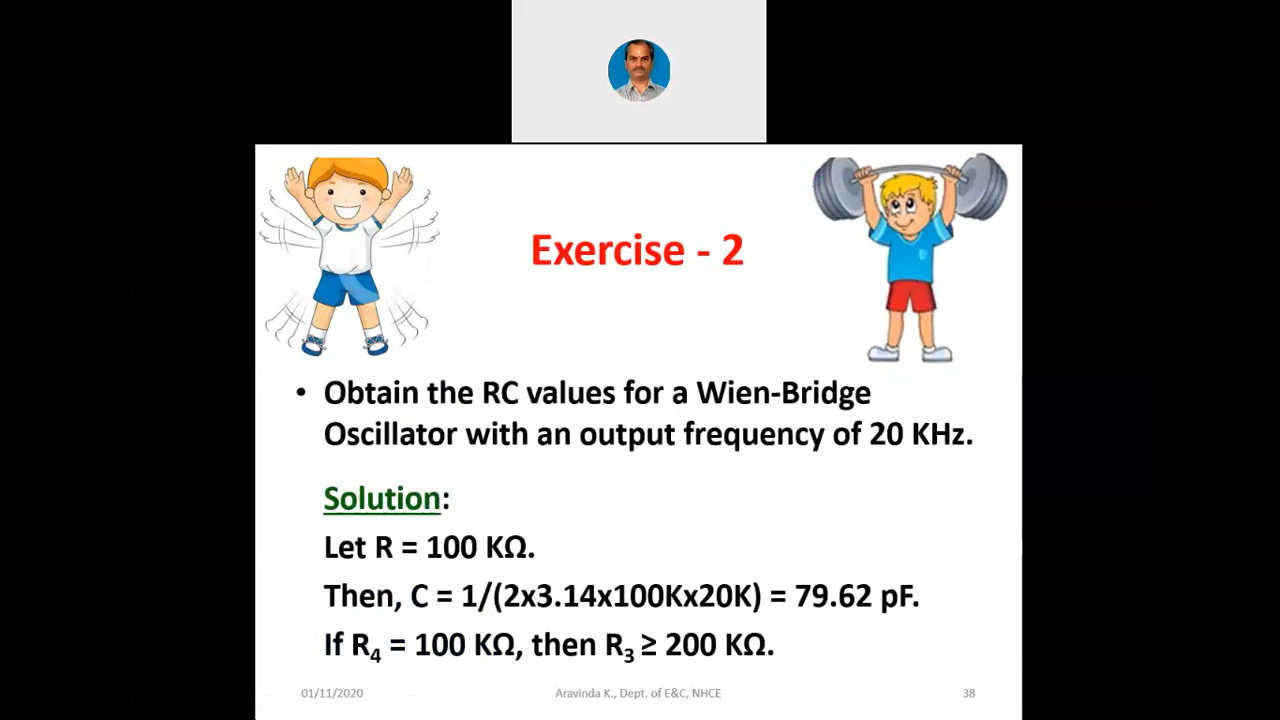 Exercise - 2
• Obtain the RC values for a Wien-Bridge
Oscillator with an output frequency of 20 KHz.
Solution:
Let R = 100 KΩ.
Then, C = 1/(2x3.14x100Kx20K) = 79.62 pF.
If R₄ = 100 KΩ, then R₃ ≥ 200 KΩ.
01/11/2020 Aravinda K., Dept. of E&C, NHCE 38